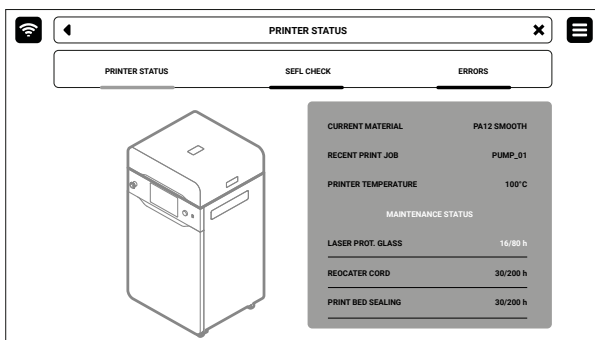 PRINTER STATUS
PRINTER STATUS SEFL CHECK ERRORS
CURRENT MATERIAL PA12 SMOOTH
RECENT PRINT JOB PUMP_01
PRINTER TEMPERATURE 100°C
MAINTENANCE STATUS
LASER PROT. GLASS 16/80 h
REOCATER CORD 30/200 h
PRINT BED SEALING 30/200 h